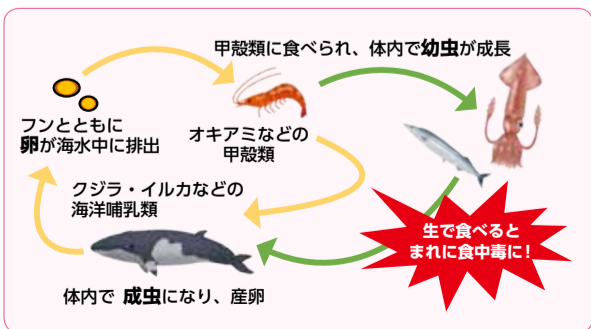 甲殻類に食べられ、体内で幼虫が成長
フンとともに
卵が海水中に排出
オキアミなどの
甲殻類
クジラ・イルカなどの
海洋哺乳類
生で食べると
まれに食中毒に!
体内で 成虫になり、産卵